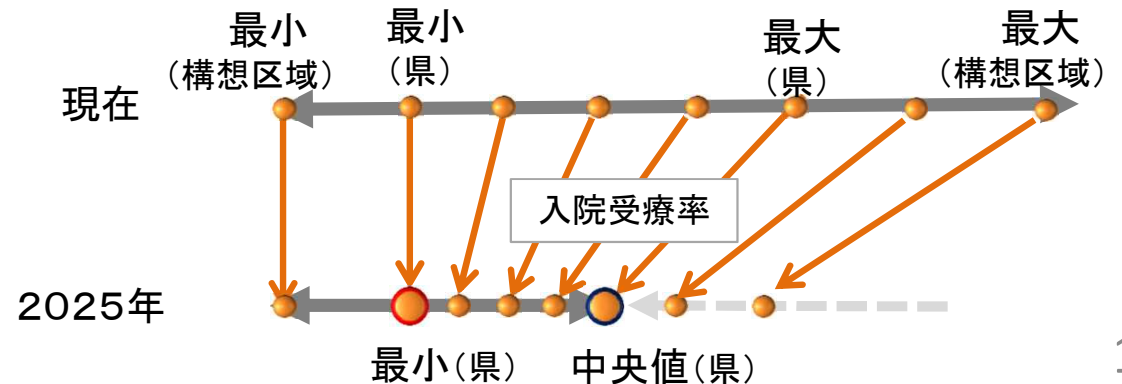 最小
（構想区域）
最小
（県）
最大
（県）
最大
（構想区域）
現在
入院受療率
２０２５年
最小（県）
中央値（県）